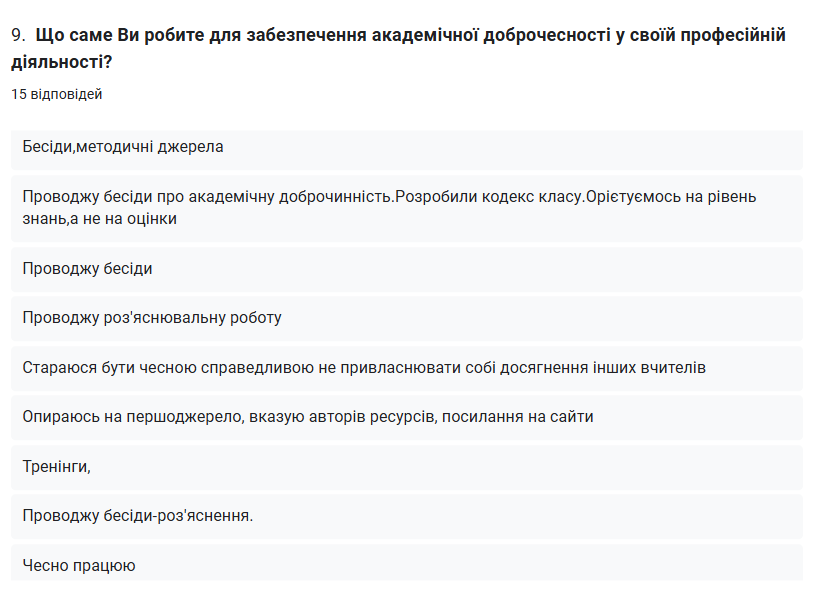 9. Що саме Ви робите для забезпечення академічної доброчесності у своїй професійній
діяльності?
15 відповідей
Бесіди,методичні джерела
Проводжу бесіди про академічну доброчинність.Розробили кодекс класу.Орієтуємось на рівень
знань,а не на оцінки
Проводжу бесіди
Проводжу роз'яснювальну роботу
Стараюся бути чесною справедливою не привласнювати собі досягнення інших вчителів
Опираюсь на першоджерело, вказую авторів ресурсів, посилання на сайти
Тренінги,
Проводжу бесіди-роз'яснення.
Чесно працюю